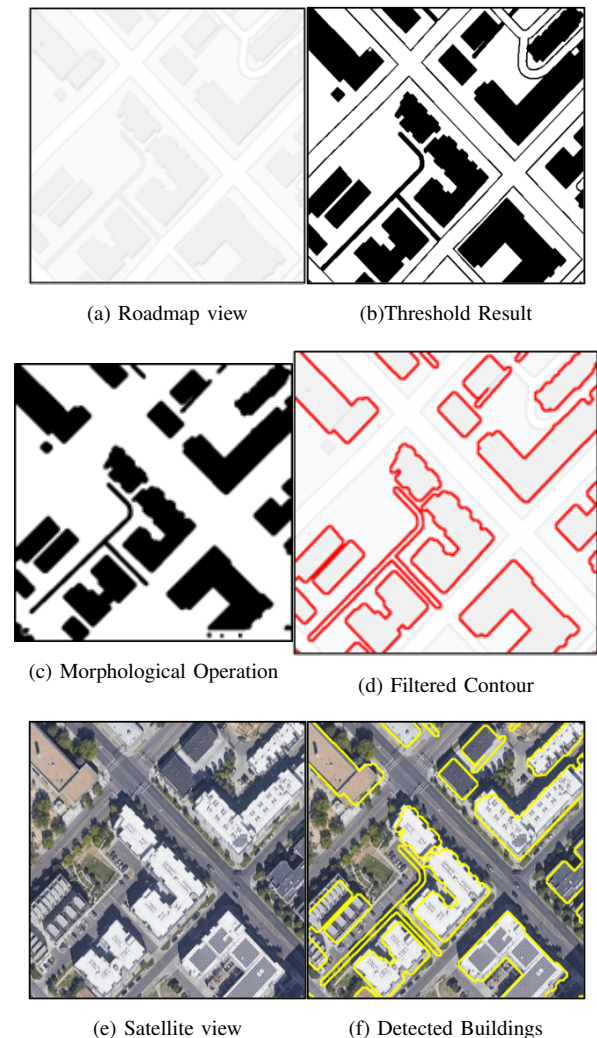 (a) Roadmap view
(b)Threshold Result
(c) Morphological Operation
(d) Filtered Contour
(e) Satellite view
(f) Detected Buildings